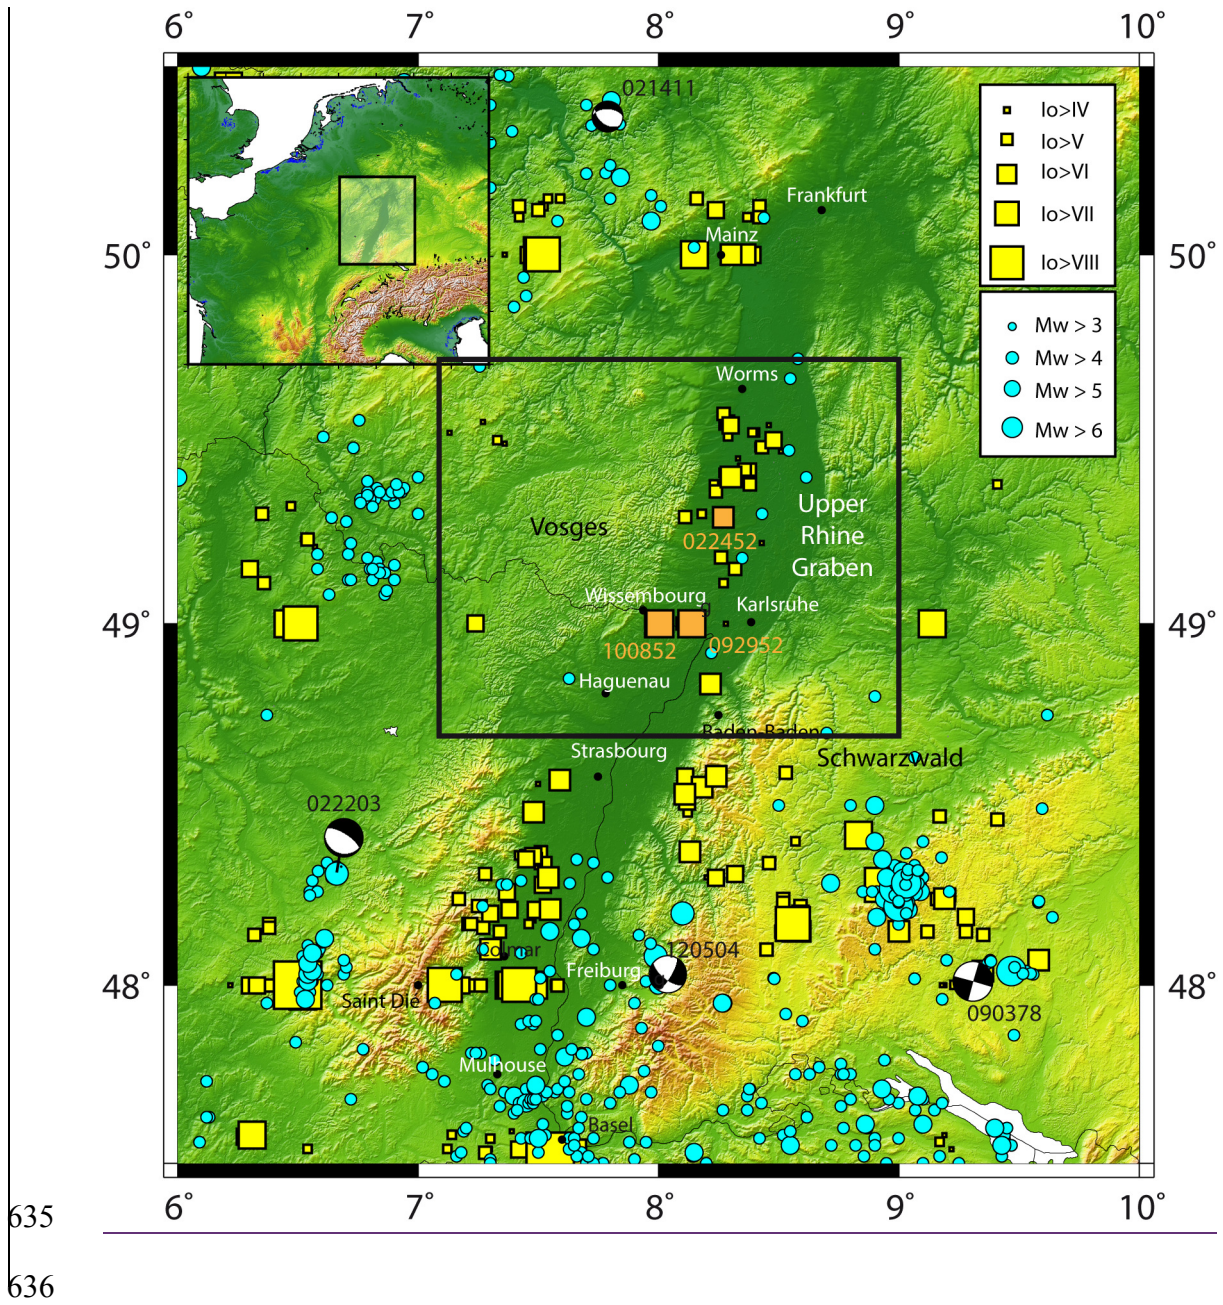 6° 7° 8° 9° 10°
021411
Io>IV
Io>V
Io>VI
Io>VII
Io>VIII
Frankfurt
Mainz
50° 50°
Mw > 3
Mw > 4
Mw > 5
Mw > 6
Worms
Upper
Rhine
Graben
Vosges
022452
Wissembourg
Karlsruhe
49° 49°
100852 092952
Haguenau
Baden-Baden
Strasbourg
Schwarzwald
022203
Colmar
120504
Freiburg
48° 48°
Saint Die
090378
Mulhouse
Basel
6° 7° 8° 9° 10°
635
636